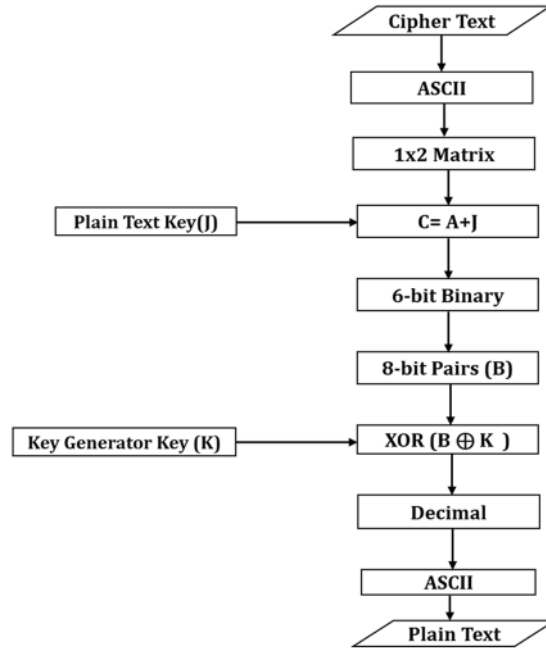 Cipher Text
ASCII
1x2 Matrix
Plain Text Key(J)
C= A+J
6-bit Binary
8-bit Pairs (B)
Key Generator Key (K)
XOR (B ⊕ K )
Decimal
ASCII
Plain Text